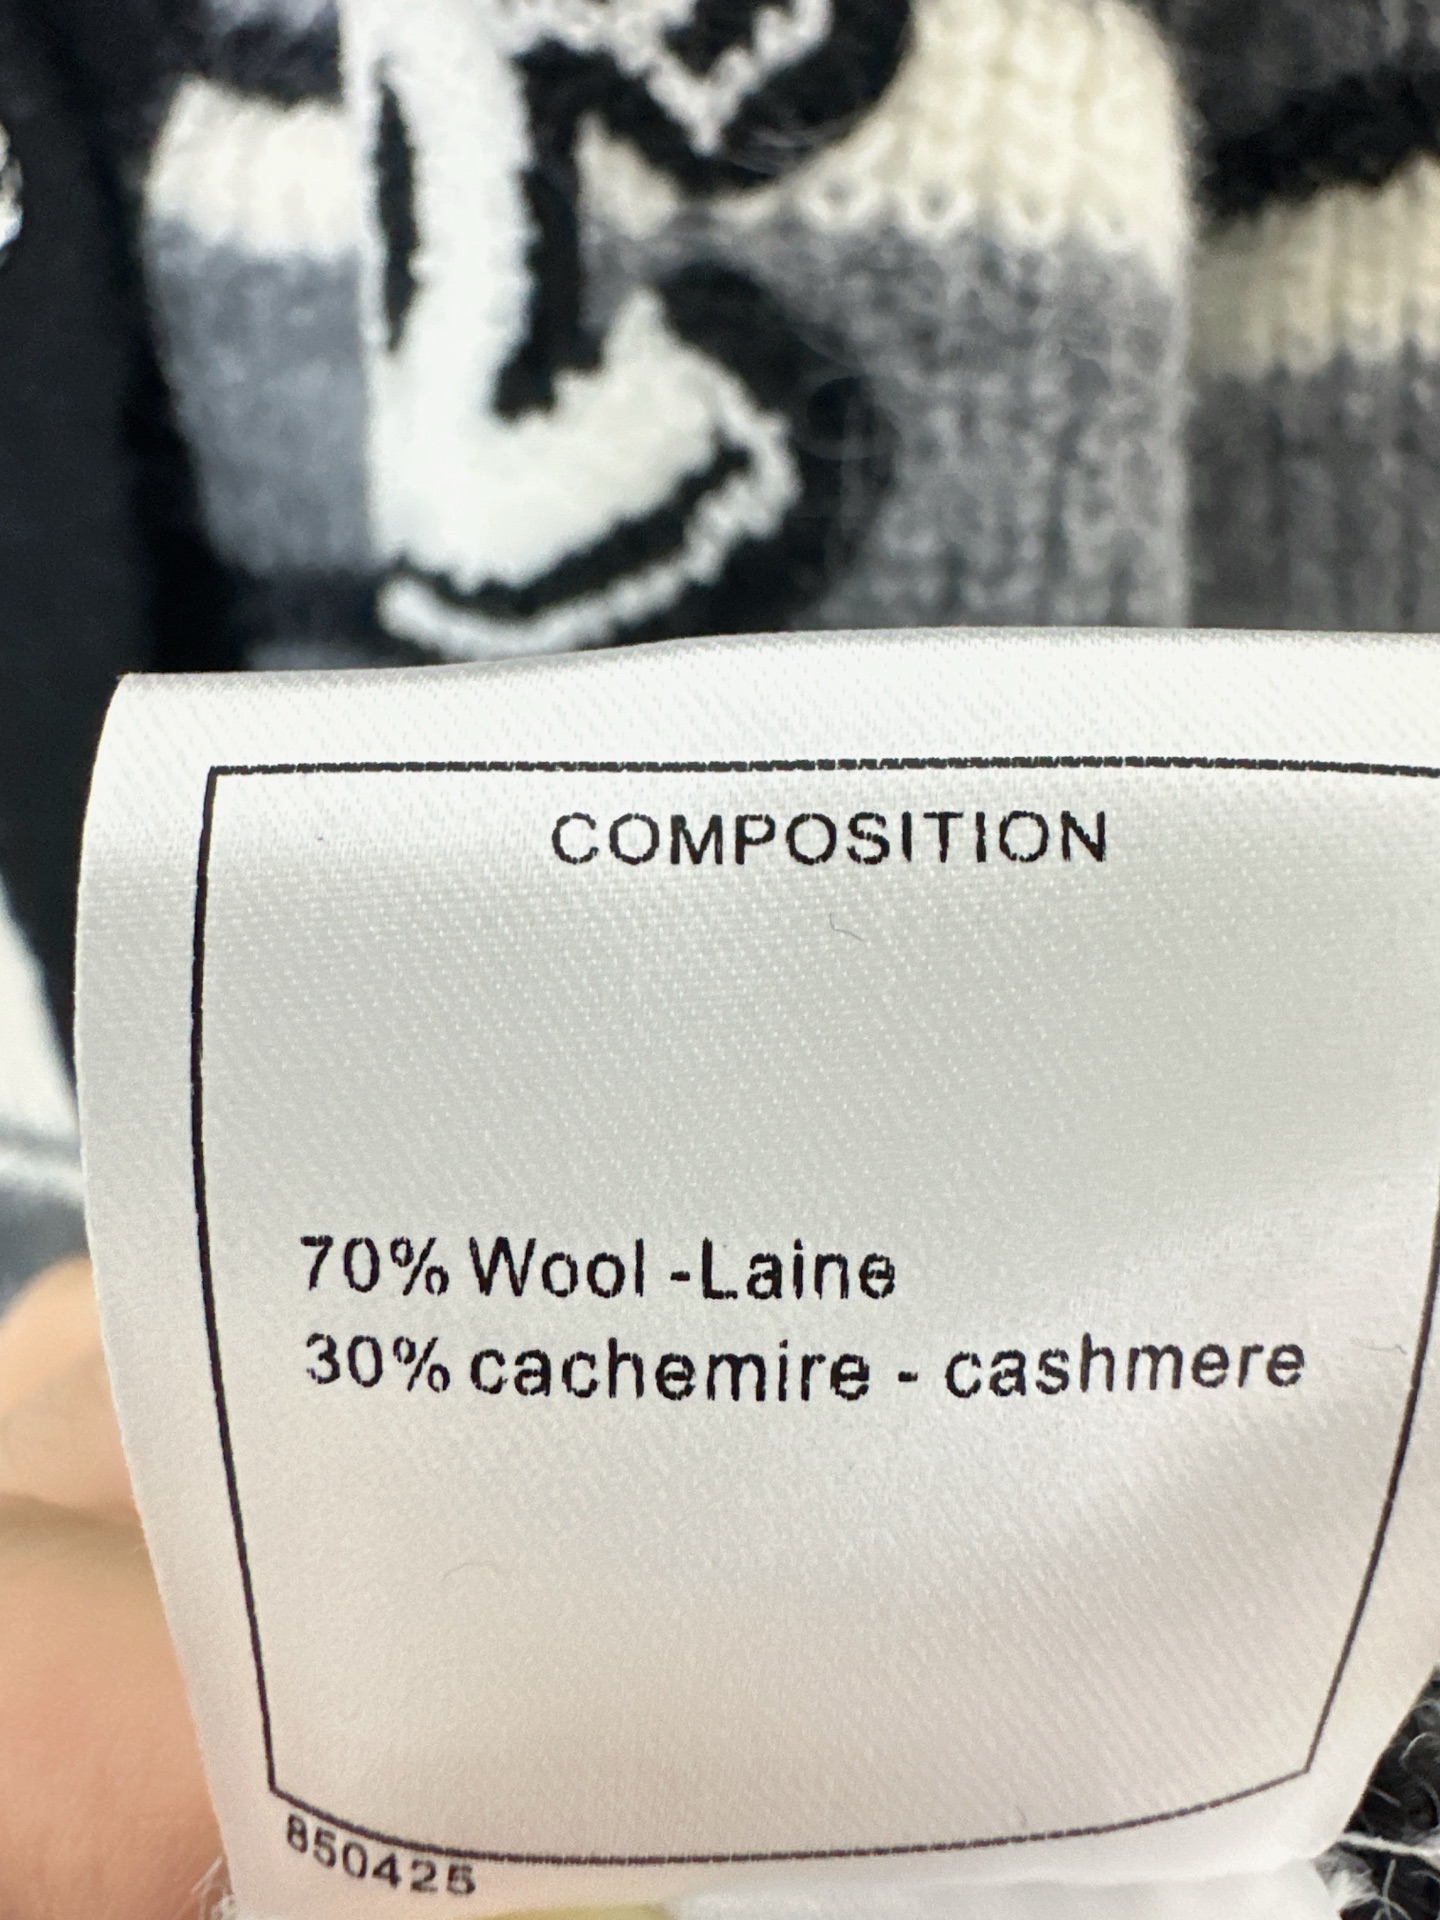 COMPOSITION
70% Wool -Laine
30% cachemire - cashmere
850425